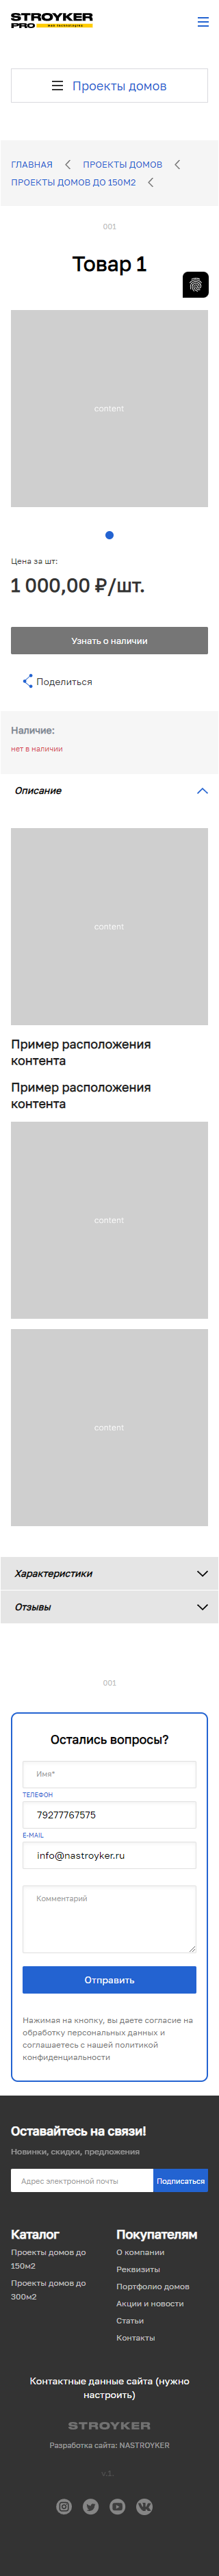 STROYKER
PRO
Проекты домов
ГЛАВНАЯ
ПРОЕКТЫ ДОМОВ
ПРОЕКТЫ ДОМОВ ДО 150М2
001
Товар 1
content
Цена за шт:
1 000,00 ₽/шт.
Узнать о наличии
Поделиться
Наличие:
нет в наличии
Описание
content
Пример расположения
контента
Пример расположения
контента
content
content
Характеристики
Отзывы
001
Остались вопросы?
Имя*
ТЕЛЕФОН
79277767575
E-MAIL
info@nastroyker.ru
Комментарий
Отправить
Нажимая на кнопку, вы даете согласие на
обработку персональных данных и
соглашаетесь с нашей политикой
конфиденциальности
Оставайтесь на связи!
Новинки, скидки, предложения
Адрес электронной почты
Подписаться
Каталог
Проекты домов до
150м2
Проекты домов до
300м2
Покупателям
О компании
Реквизиты
Портфолио домов
Акции и новости
Статьи
Контакты
Контактные данные сайта (нужно
настроить)
STROYKER
Разработка сайта: NASTROYKER
v.1.